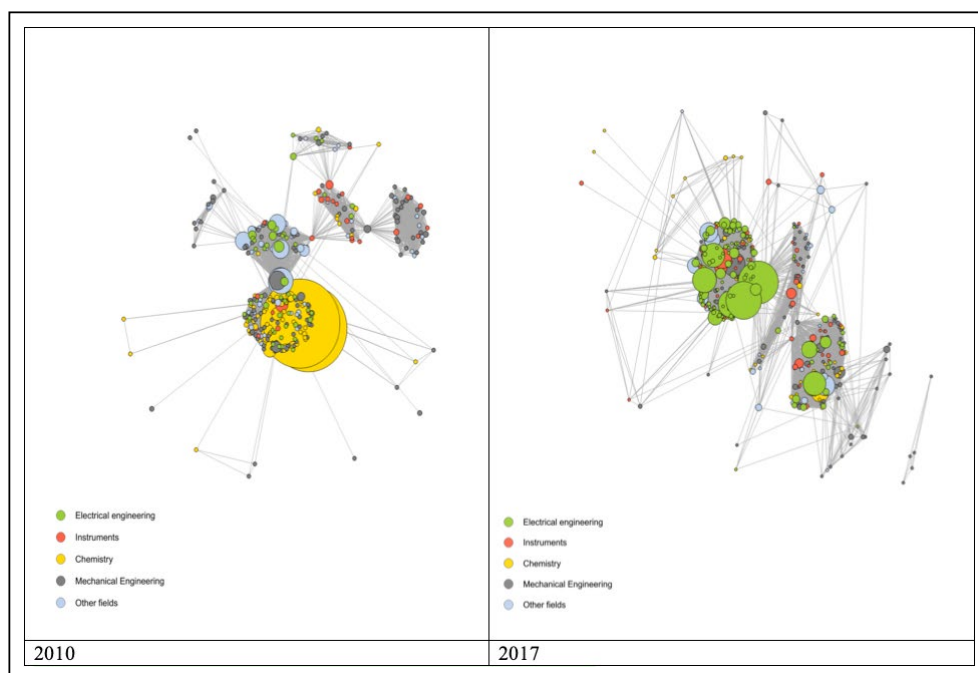 Electrical engineering
Instruments
Chemistry
Mechanical Engineering
Other fields
Electrical engineering
Instruments
Chemistry
Mechanical Engineering
Other fields
2010
2017